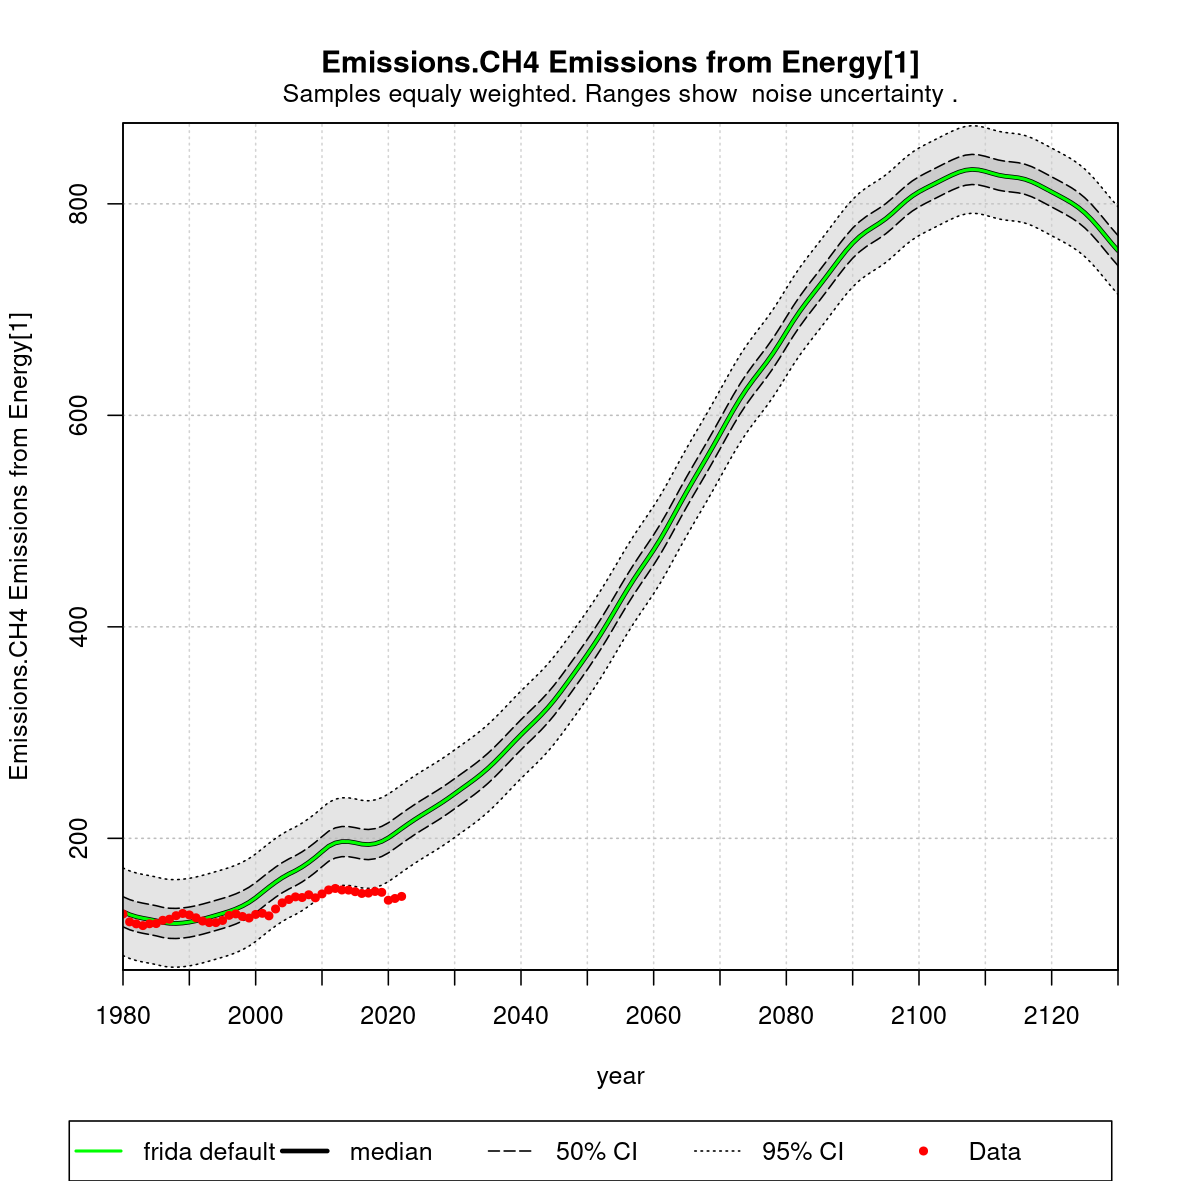 Emissions.CH4 Emissions from Energy[1]
Samples equaly weighted. Ranges show  noise uncertainty .
Emissions.CH4 Emissions from Energy[1]
800
600
400
200
1980 2000 2020 2040 2060 2080 2100 2120
year
frida default median 50% CI 95% CI Data